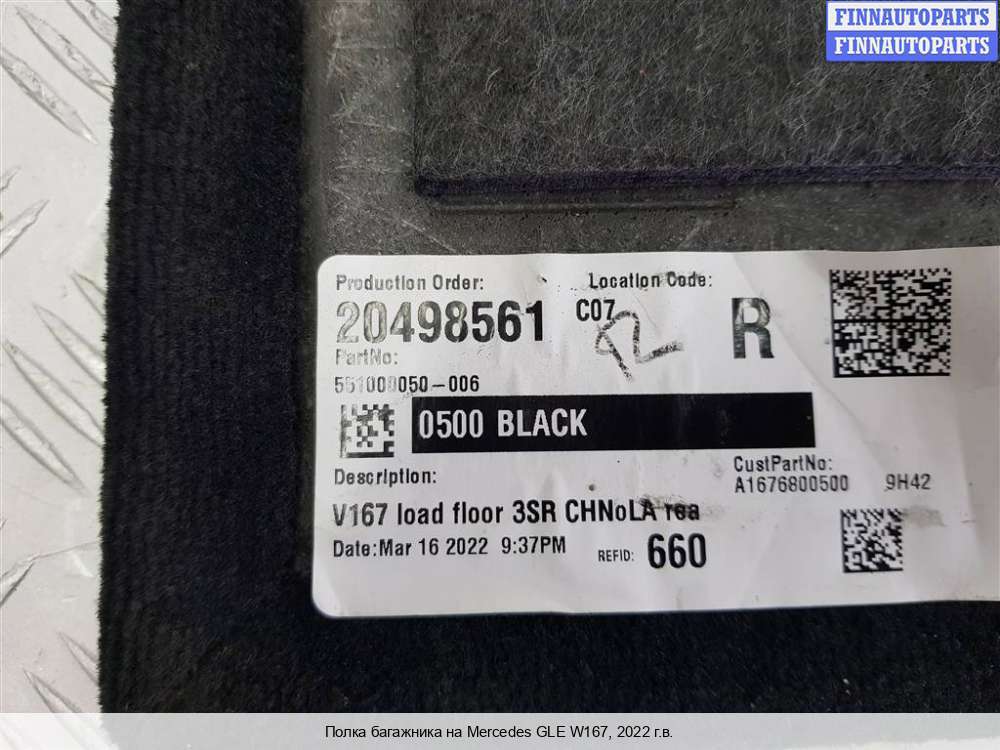 FINNAUTOPARTS
FINNAUTOPARTS
Production Order:
20498561
Location Code:
C07
R
PartNo:
551000050-006
0500 BLACK
Description:
CustPartNo:
A1676800500 9H42
V167 load floor 3SR CHNoLA rea
Date:Mar 16 2022 9:37PM
REFID: 660
Полка багажника на Mercedes GLE W167, 2022 г.в.